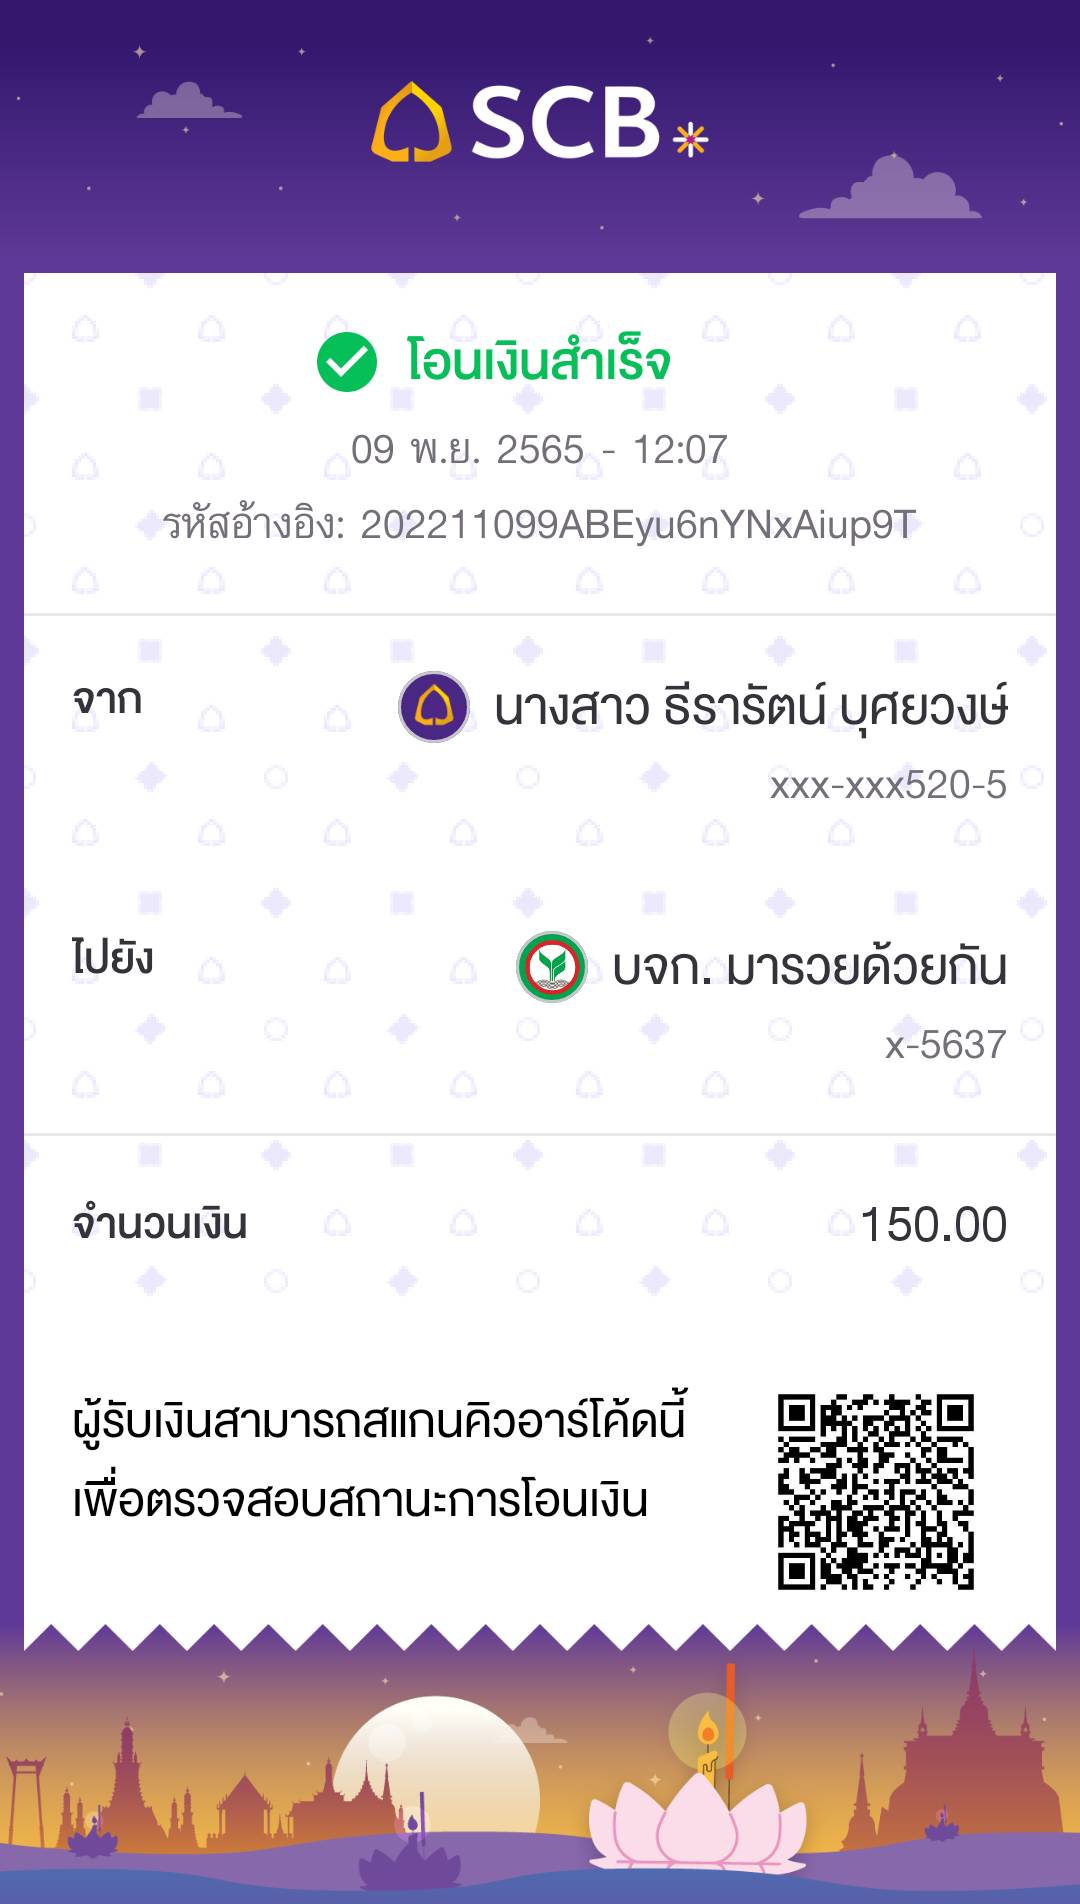 SCB
โอนเงินสำเร็จ
09 พ.ย. 2565 - 12:07
รหัสอ้างอิง: 202211099ABEyu6nYNxAiup9T
จาก
นางสาว ธีรารัตน์ บุศยวงษ์
xxx-xxx520-5
ไปยัง
บจก. มารวยด้วยกัน
x-5637
จำนวนเงิน
150.00
ผู้รับเงินสามารถสแกนคิวอาร์โค้ดนี้
เพื่อตรวจสอบสถานะการโอนเงิน